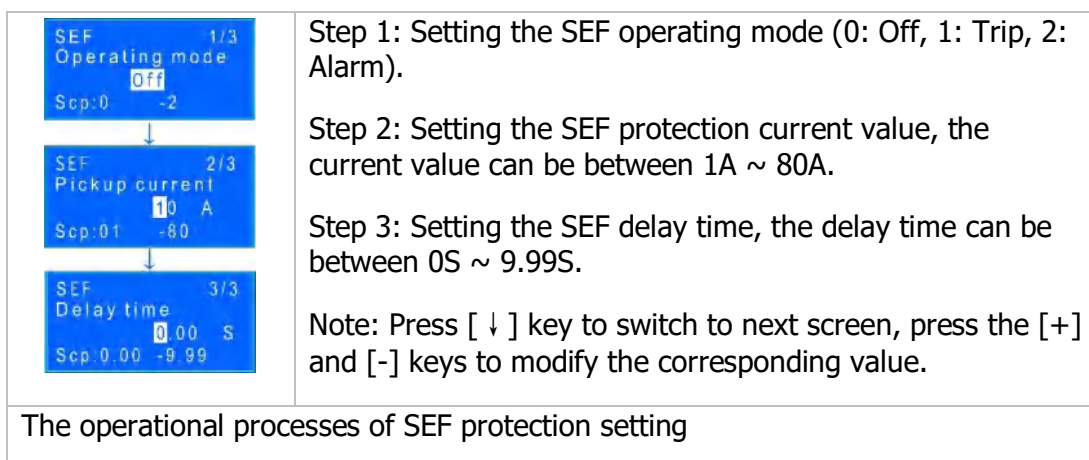 SEF 1/3
Operating mode
Off
Scp:0 -2
↓
SEF 2/3
Pickup current
10 A
Scp:01 -80
↓
SEF 3/3
Delay time
0.00 S
Scp:0.00 -9.99
Step 1: Setting the SEF operating mode (0: Off, 1: Trip, 2:
Alarm).
Step 2: Setting the SEF protection current value, the
current value can be between 1A ~ 80A.
Step 3: Setting the SEF delay time, the delay time can be
between 0S ~ 9.99S.
Note: Press [↓] key to switch to next screen, press the [+]
and [-] keys to modify the corresponding value.
The operational processes of SEF protection setting